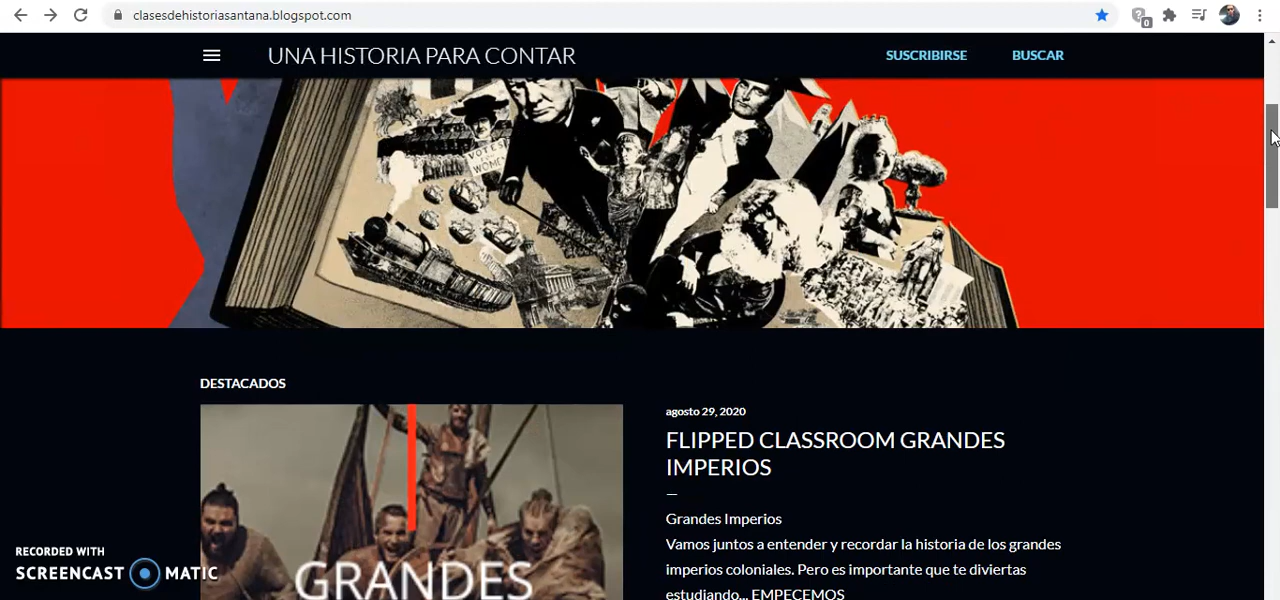 clasesdehistoriasantana.blogspot.com
0
UNA HISTORIA PARA CONTAR
SUSCRIBIRSE
BUSCAR
VOTES
WOMEN
DESTACADOS
agosto 29, 2020
FLIPPED CLASSROOM GRANDES
IMPERIOS
Grandes Imperios
Vamos juntos a entender y recordar la historia de los grandes
imperios coloniales. Pero es importante que te diviertas
estudiando... EMPECEMOS
GRANDES
RECORDED WITH
SCREENCAST MATIC